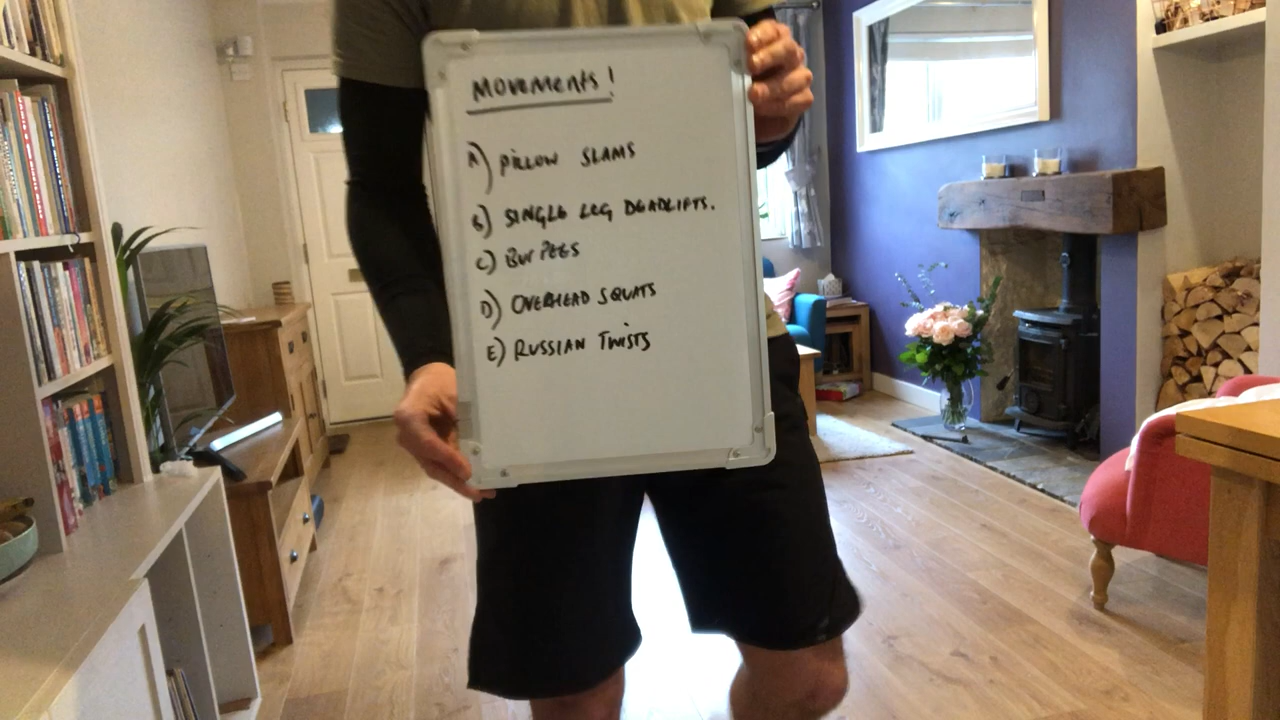 MOVEMENTS!
A) PILLOW SLAMS
B) SINGLE LEG DEADLIFTS.
C) BURPEES
D) OVERHEAD SQUATS
E) RUSSIAN TWISTS